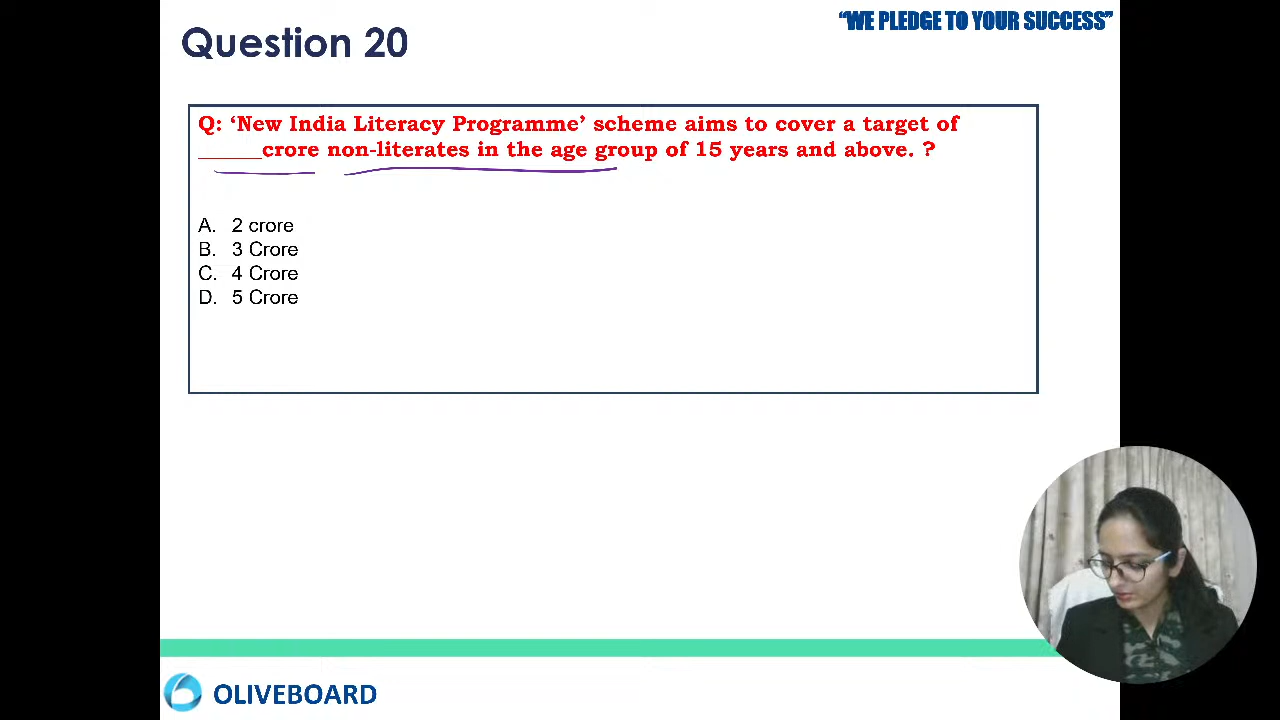 “WE PLEDGE TO YOUR SUCCESS”
Question 20
Q: ‘New India Literacy Programme’ scheme aims to cover a target of
_____crore non-literates in the age group of 15 years and above. ?
A. 2 crore
B. 3 Crore
C. 4 Crore
D. 5 Crore
OLIVEBOARD